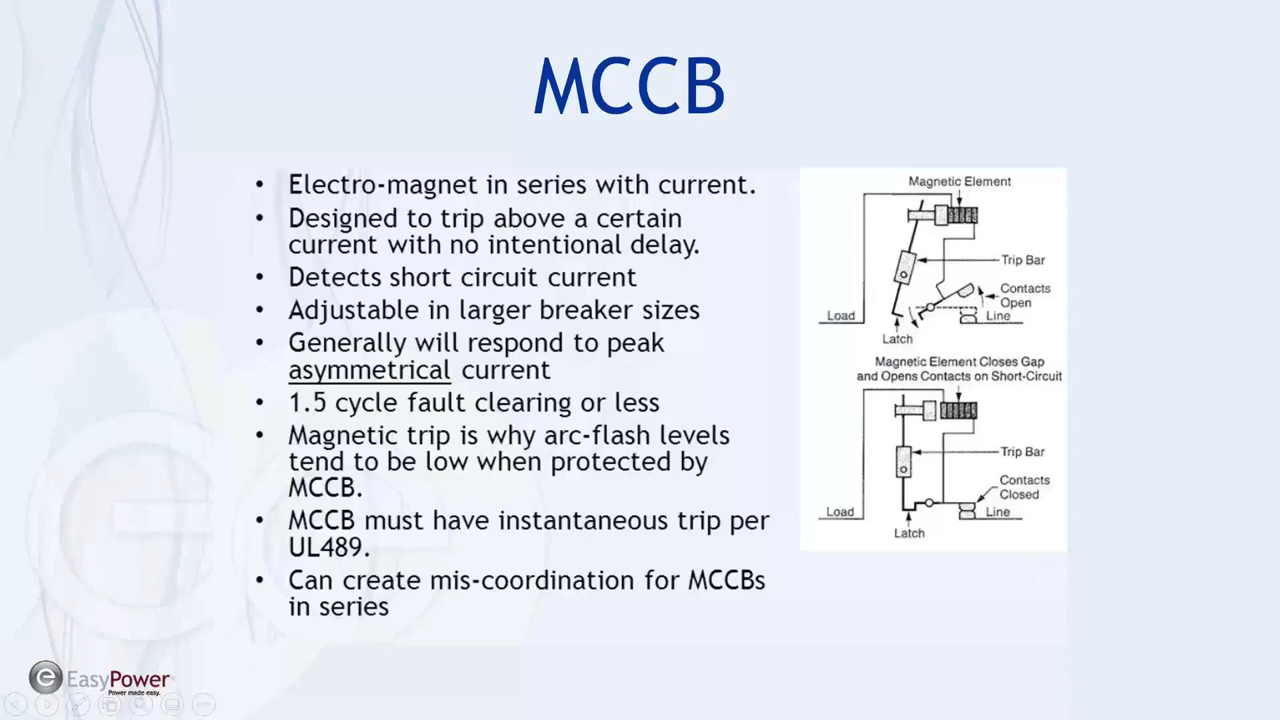 MCCB
• Electro-magnet in series with current.
• Designed to trip above a certain
current with no intentional delay.
• Detects short circuit current
• Adjustable in larger breaker sizes
• Generally will respond to peak
asymmetrical current
• 1.5 cycle fault clearing or less
• Magnetic trip is why arc-flash levels
tend to be low when protected by
MCCB.
• MCCB must have instantaneous trip per
UL489.
• Can create mis-coordination for MCCBs
in series
Magnetic Element
Trip Bar
Contacts
Open
Load
Line
Latch
Magnetic Element Closes Gap
and Opens Contacts on Short-Circuit
Trip Bar
Contacts
Closed
Load
Line
Latch
e EasyPower
Power made easy.